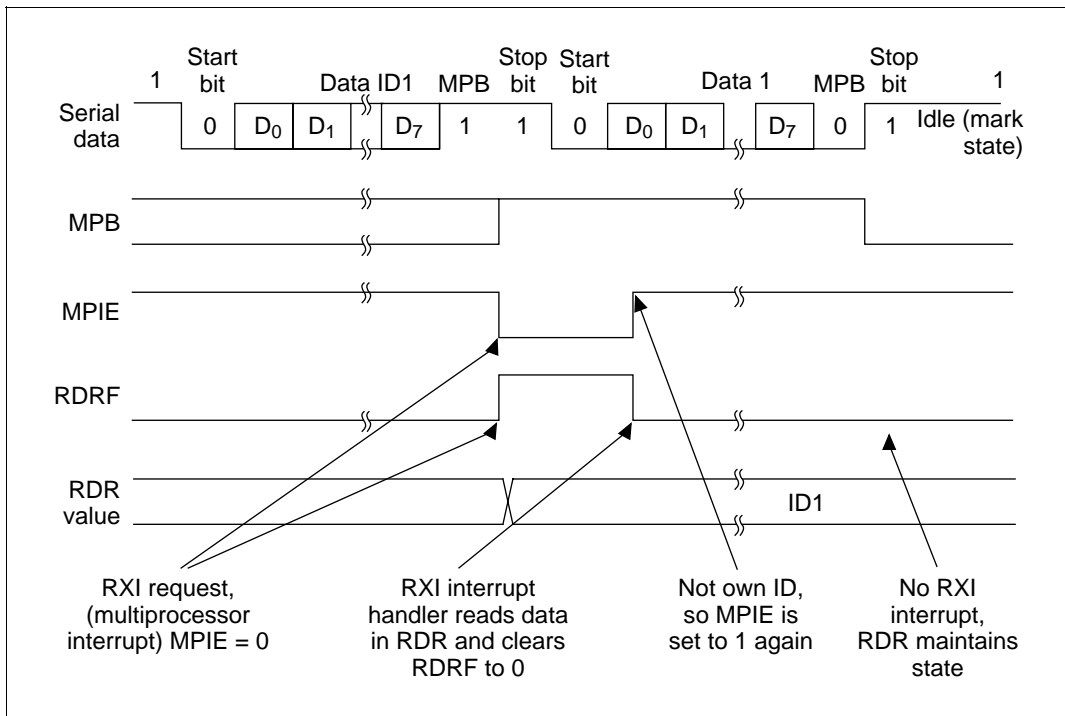 1 Start bit Data ID1 MPB Stop bit Start bit Data 1 MPB Stop bit 1
Serial data 0 D0 D1 D7 1 1 0 D0 D1 D7 0 1 Idle (mark state)
MPB
MPIE
RDRF
RDR value ID1
RXI request,
(multiprocessor
interrupt) MPIE = 0
RXI interrupt
handler reads data
in RDR and clears
RDRF to 0
Not own ID,
so MPIE is
set to 1 again
No RXI
interrupt,
RDR maintains
state